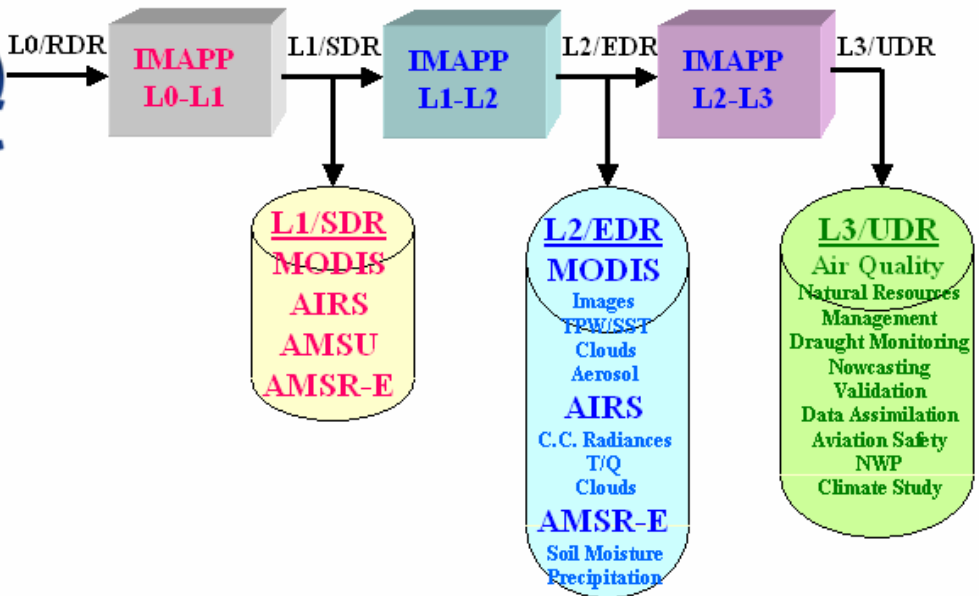 L0/RDR
IMAPP
L0-L1
L1/SDR
IMAPP
L1-L2
L2/EDR
IMAPP
L2-L3
L3/UDR
L1/SDR
MODIS
AIRS
AMSU
AMSR-E
L2/EDR
MODIS
Images
TPW/SST
Clouds
Aerosol
AIRS
C.C. Radiances
T/Q
Clouds
AMSR-E
Soil Moisture
Precipitation
L3/UDR
Air Quality
Natural Resources
Management
Draught Monitoring
Nowcasting
Validation
Data Assimilation
Aviation Safety
NWP
Climate Study